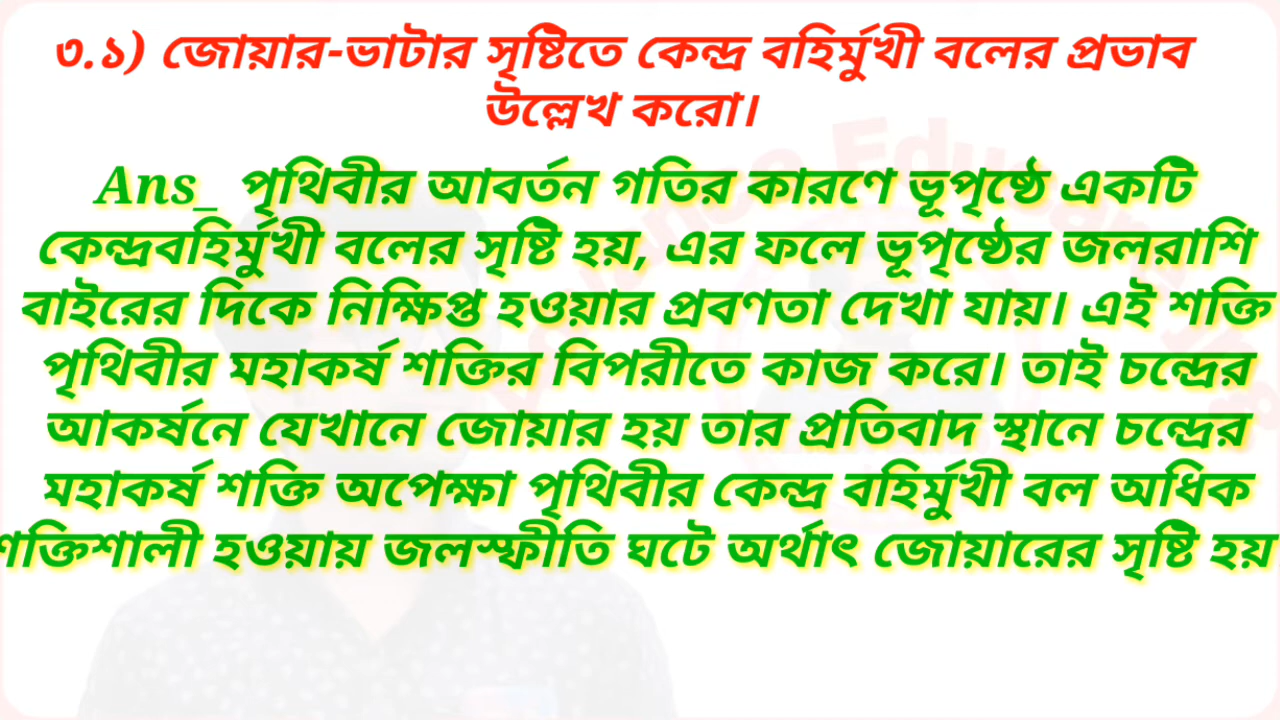 ৩.১) জোয়ার-ভাটার সৃষ্টিতে কেন্দ্র বহির্মুখী বলের প্রভাব
উল্লেখ করো।
Ans_ পৃথিবীর আবর্তন গতির কারণে ভূপৃষ্ঠে একটি
কেন্দ্রবহির্মুখী বলের সৃষ্টি হয়, এর ফলে ভূপৃষ্ঠের জলরাশি
বাইরের দিকে নিক্ষিপ্ত হওয়ার প্রবণতা দেখা যায়। এই শক্তি
পৃথিবীর মহাকর্ষ শক্তির বিপরীতে কাজ করে। তাই চন্দ্রের
আকর্ষনে যেখানে জোয়ার হয় তার প্রতিবাদ স্থানে চন্দ্রের
মহাকর্ষ শক্তি অপেক্ষা পৃথিবীর কেন্দ্র বহির্মুখী বল অধিক
শক্তিশালী হওয়ায় জলস্ফীতি ঘটে অর্থাৎ জোয়ারের সৃষ্টি হয়